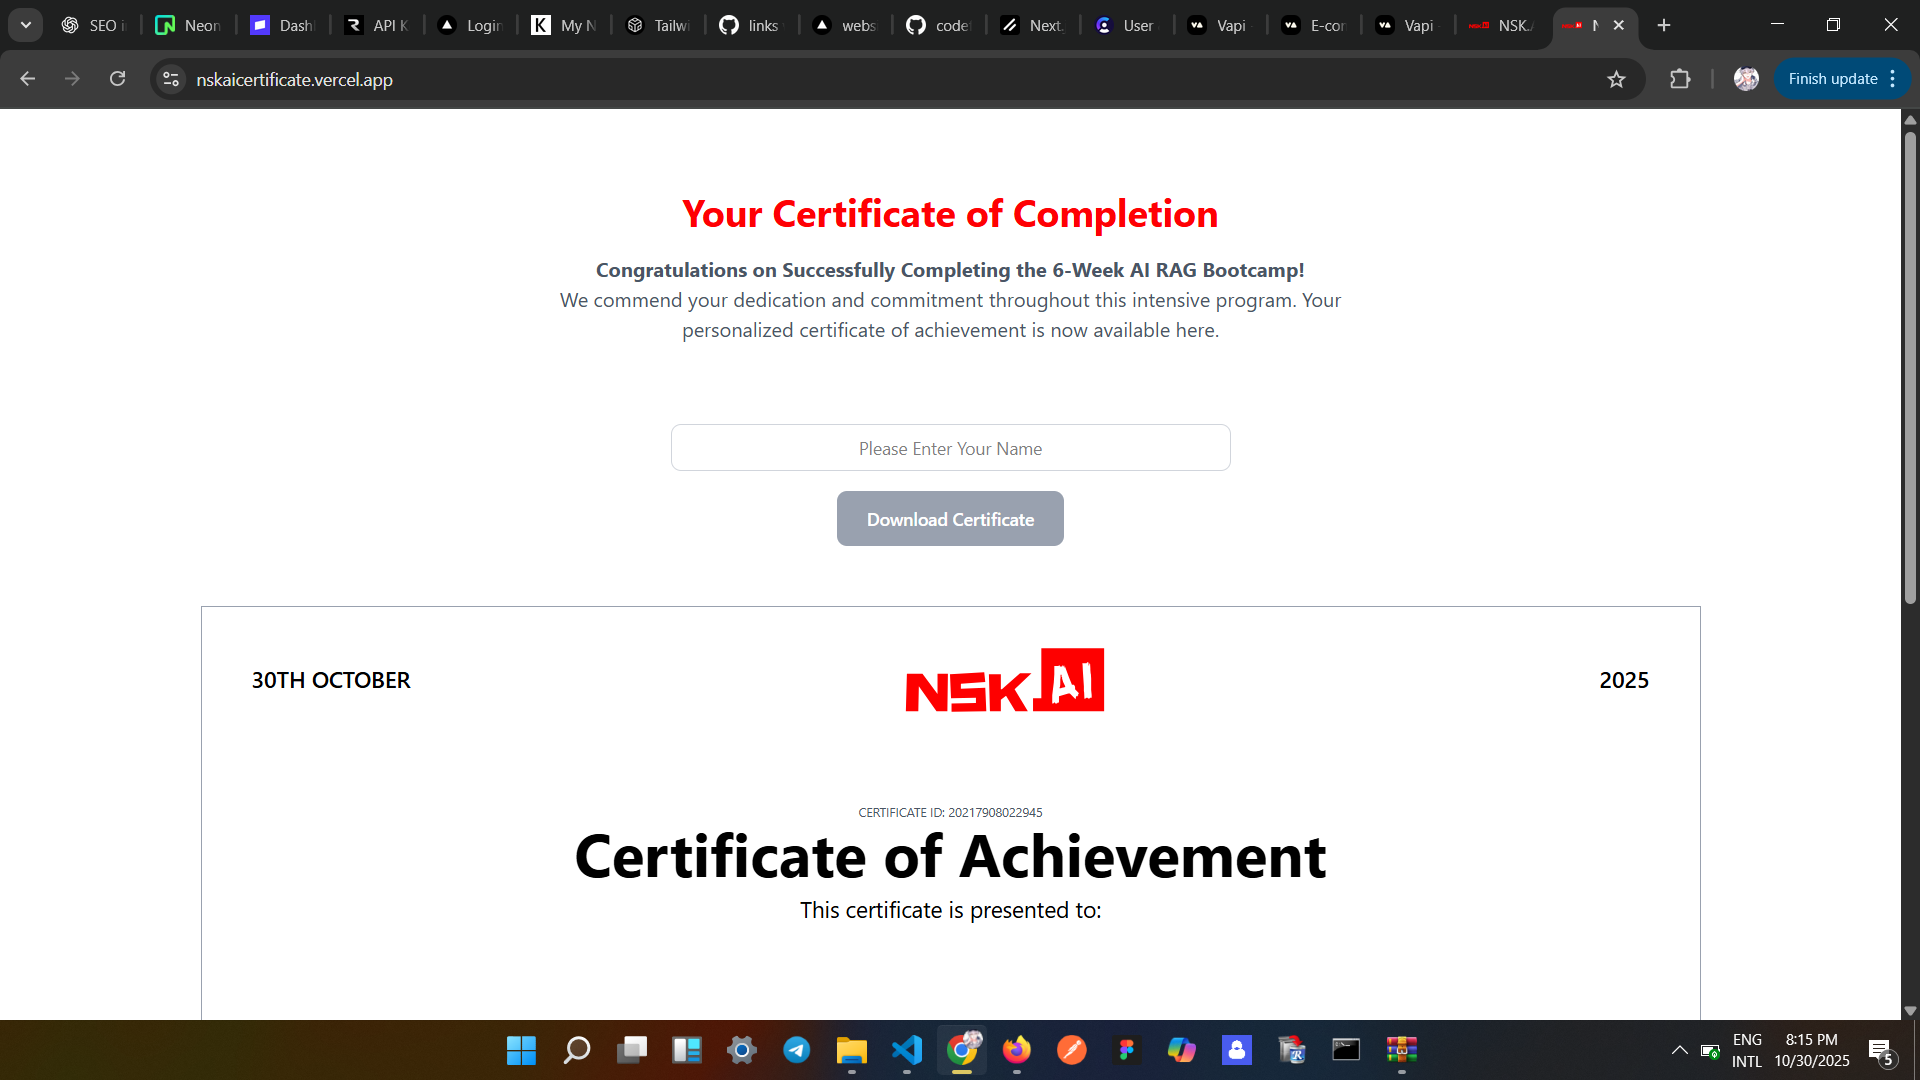 SEO i
Neon
Dash
API K
Login
My N
Tailwi
links
webs
codef
Next.
User
Vapi
E-con
Vapi
NSK.
N
nskaicertificate.vercel.app
Finish update
Your Certificate of Completion
Congratulations on Successfully Completing the 6-Week AI RAG Bootcamp!
We commend your dedication and commitment throughout this intensive program. Your
personalized certificate of achievement is now available here.
Please Enter Your Name
Download Certificate
30TH OCTOBER
NSK.AI
2025
CERTIFICATE ID: 20217908022945
Certificate of Achievement
This certificate is presented to:
ENG
INTL
8:15 PM
10/30/2025
5